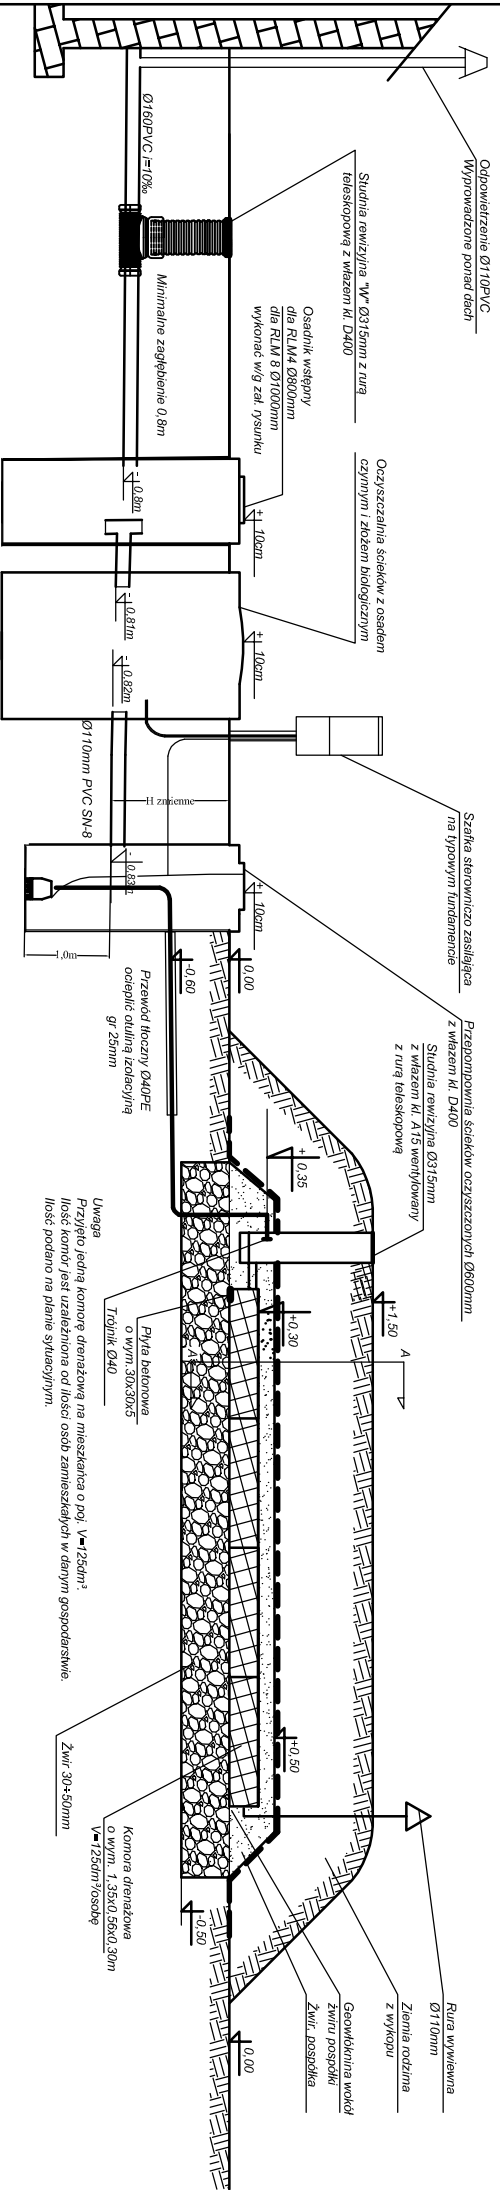 Odpowietrzenie Ø110PVC
Wyprowadzone ponad dach
Studnia rewizyjna "W" Ø315mm z rurą
teleskopową z włazem kl. D400
Ø160PVC i=10‰
Minimalne zagłębienie 0,8m
Osadnik wstępny
dla RLM4 Ø800mm
dla RLM 8 Ø1000mm
wykonać w/g zał. rysunku
Oczyszczalnia ścieków z osadem
czynnym i złożem biologicznym
+
10cm
-
0,8m
+
10cm
-
0,81m
-
0,82m
Ø110mm PVC SN-8
H zmienne
Szafka sterowniczo zasilająca
na typowym fundamencie
Przepompownia ścieków oczyszczonych Ø600mm
z włazem kl. D400
+
10cm
-
0,83m
1,0m
0,00
-0,60
Przewód tłoczny Ø40PE
ocieplić otuliną izolacyjną
gr 25mm
Studnia rewizyjna Ø315mm
z włazem kl. A15 wentylowany
z rurą teleskopową
+
0,35
+1,50
+0,30
A
A
Płyta betonowa
o wym.30x30x5
Trójnik Ø40
Uwaga
Przyjęto jedną komorę drenażową na mieszkańca o poj. V=125dm³.
Ilość komór jest uzależniona od ilości osób zamieszkałych w danym gospodarstwie.
Ilość podano na planie sytuacyjnym.
+0,50
Żwir 30÷50mm
Komora drenażowa
o wym. 1,35x0,56x0,30m
V=125dm³/osobę
-0,50
0,00
Rura wywiewna
Ø110mm
Ziemia rodzima
z wykopu
Geowłóknina wokół
żwiru pospółki
Żwir, pospółka